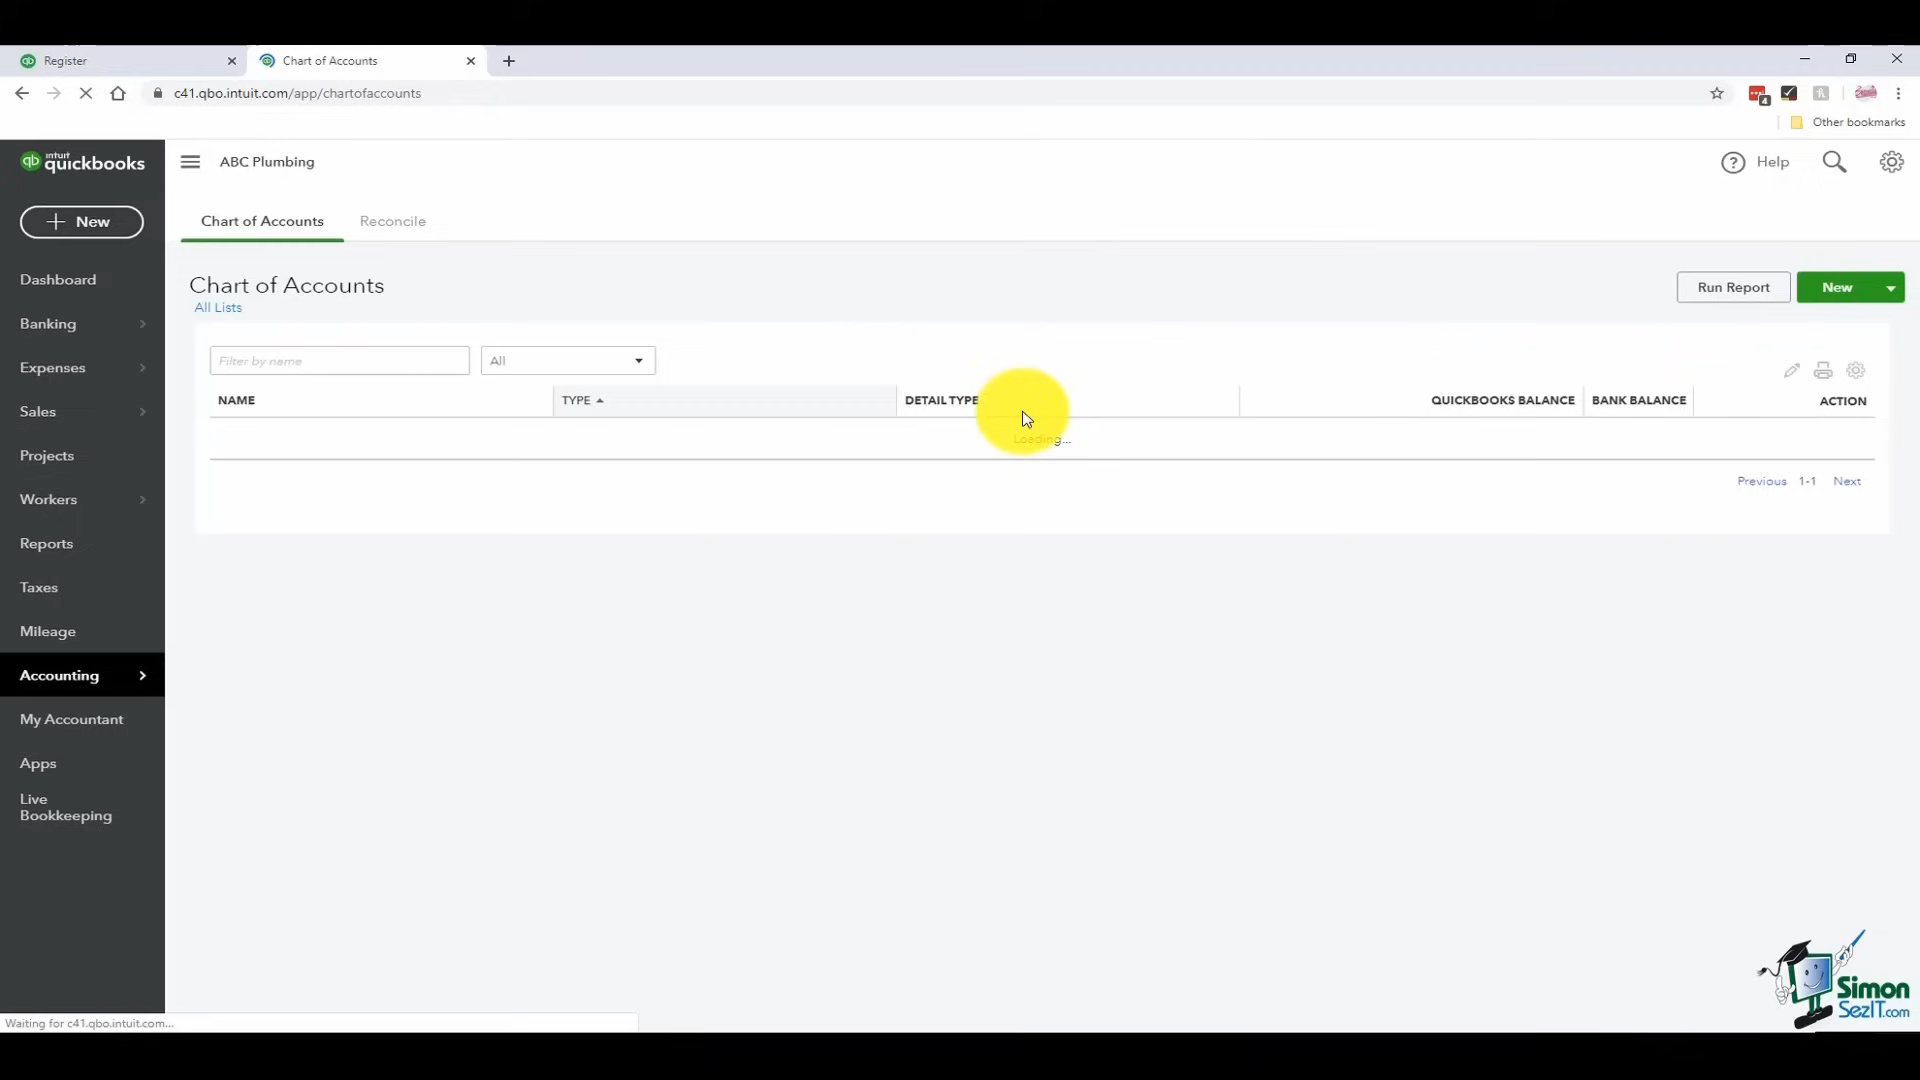 Register
Chart of Accounts
c41.qbo.intuit.com/app/chartofaccounts
4
Other bookmarks
qb intuit quickbooks
ABC Plumbing
? Help
+ New
Chart of Accounts
Reconcile
Dashboard
Banking
Expenses
Sales
Projects
Workers
Reports
Taxes
Mileage
Accounting
My Accountant
Apps
Live
Bookkeeping
Chart of Accounts
All Lists
Run Report
New
Filter by name
All
NAME
TYPE
DETAIL TYPE
QUICKBOOKS BALANCE
BANK BALANCE
ACTION
Loading...
Previous 1-1 Next
Waiting for c41.qbo.intuit.com...
Simon
SezIT.com